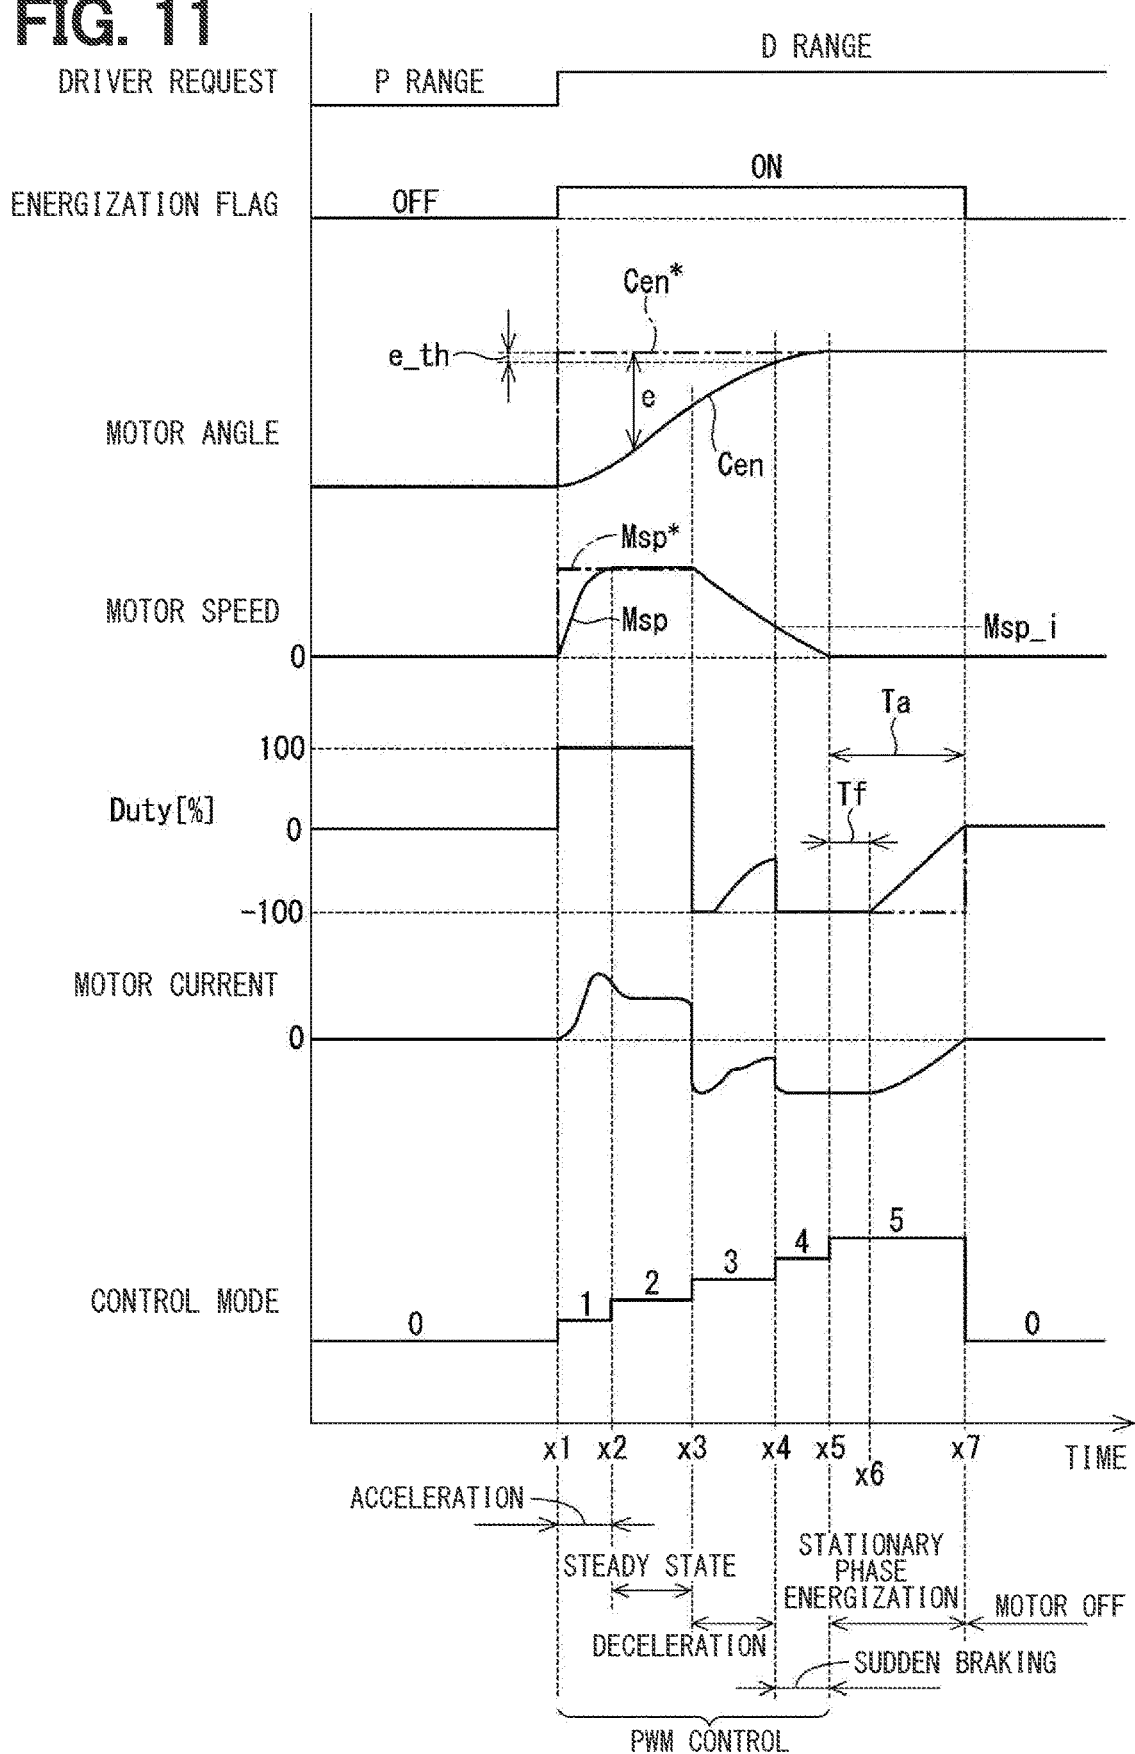 FIG. 11
D RANGE
DRIVER REQUEST
P RANGE
ON
ENERGIZATION FLAG
OFF
Cen*
e_th
e
MOTOR ANGLE
Cen
Msp*
MOTOR SPEED
Msp
Msp_i
0
Ta
100
Tf
Duty[%]
0
-100
MOTOR CURRENT
0
5
4
3
2
CONTROL MODE
1
0
0
x1 x2 x3 x4 x5 x7 TIME
x6
ACCELERATION
STATIONARY
PHASE
ENERGIZATION
STEADY STATE
MOTOR OFF
DECELERATION
SUDDEN BRAKING
PWM CONTROL